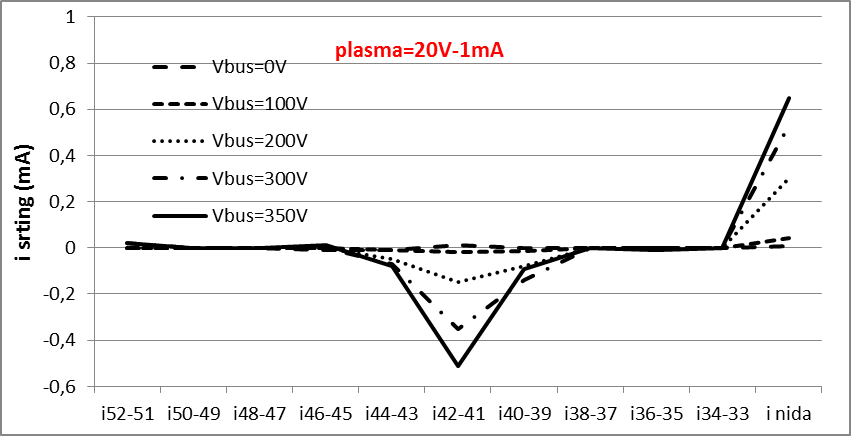 plasma=20V-1mA
Vbus=0V
Vbus=100V
Vbus=200V
Vbus=300V
Vbus=350V
i srting (mA)
1
0,8
0,6
0,4
0,2
0
-0,2
-0,4
-0,6
i52-51 i50-49 i48-47 i46-45 i44-43 i42-41 i40-39 i38-37 i36-35 i34-33 i nida